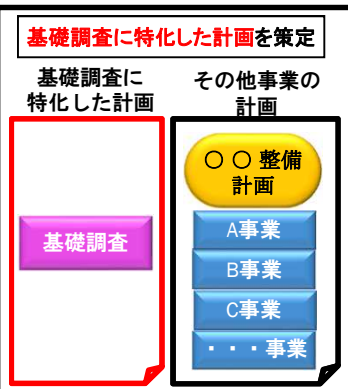 基礎調査に特化した計画を策定
基礎調査に
特化した計画
その他事業の
計画
基礎調査
○○整備
計画
A事業
B事業
C事業
・・・事業